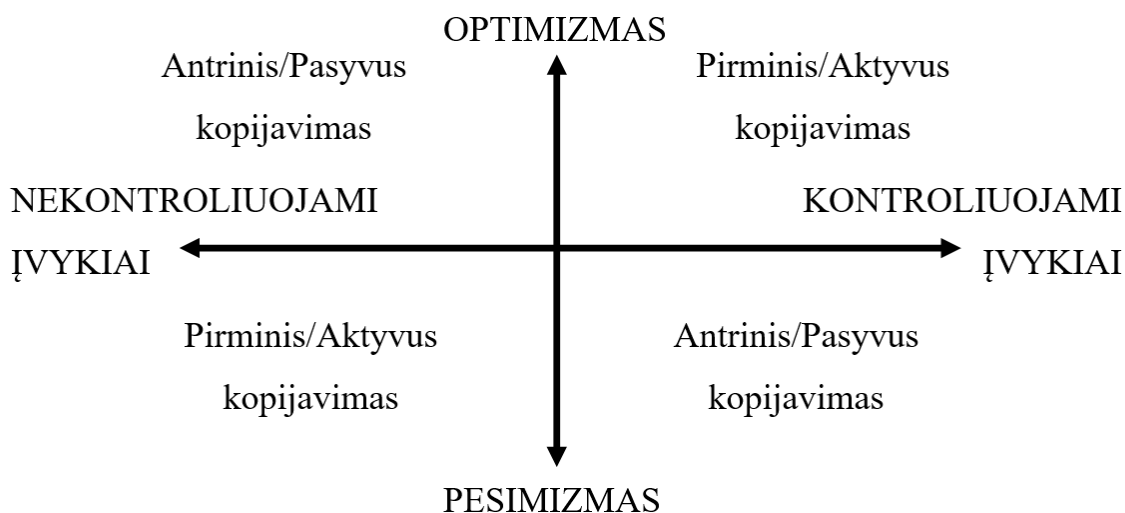 OPTIMIZMAS
Antrinis/Pasyvus
kopijavimas
Pirminis/Aktyvus
kopijavimas
NEKONTROLIUOJAMI
ĮVYKIAI
KONTROLIUOJAMI
ĮVYKIAI
Pirminis/Aktyvus
kopijavimas
Antrinis/Pasyvus
kopijavimas
PESIMIZMAS